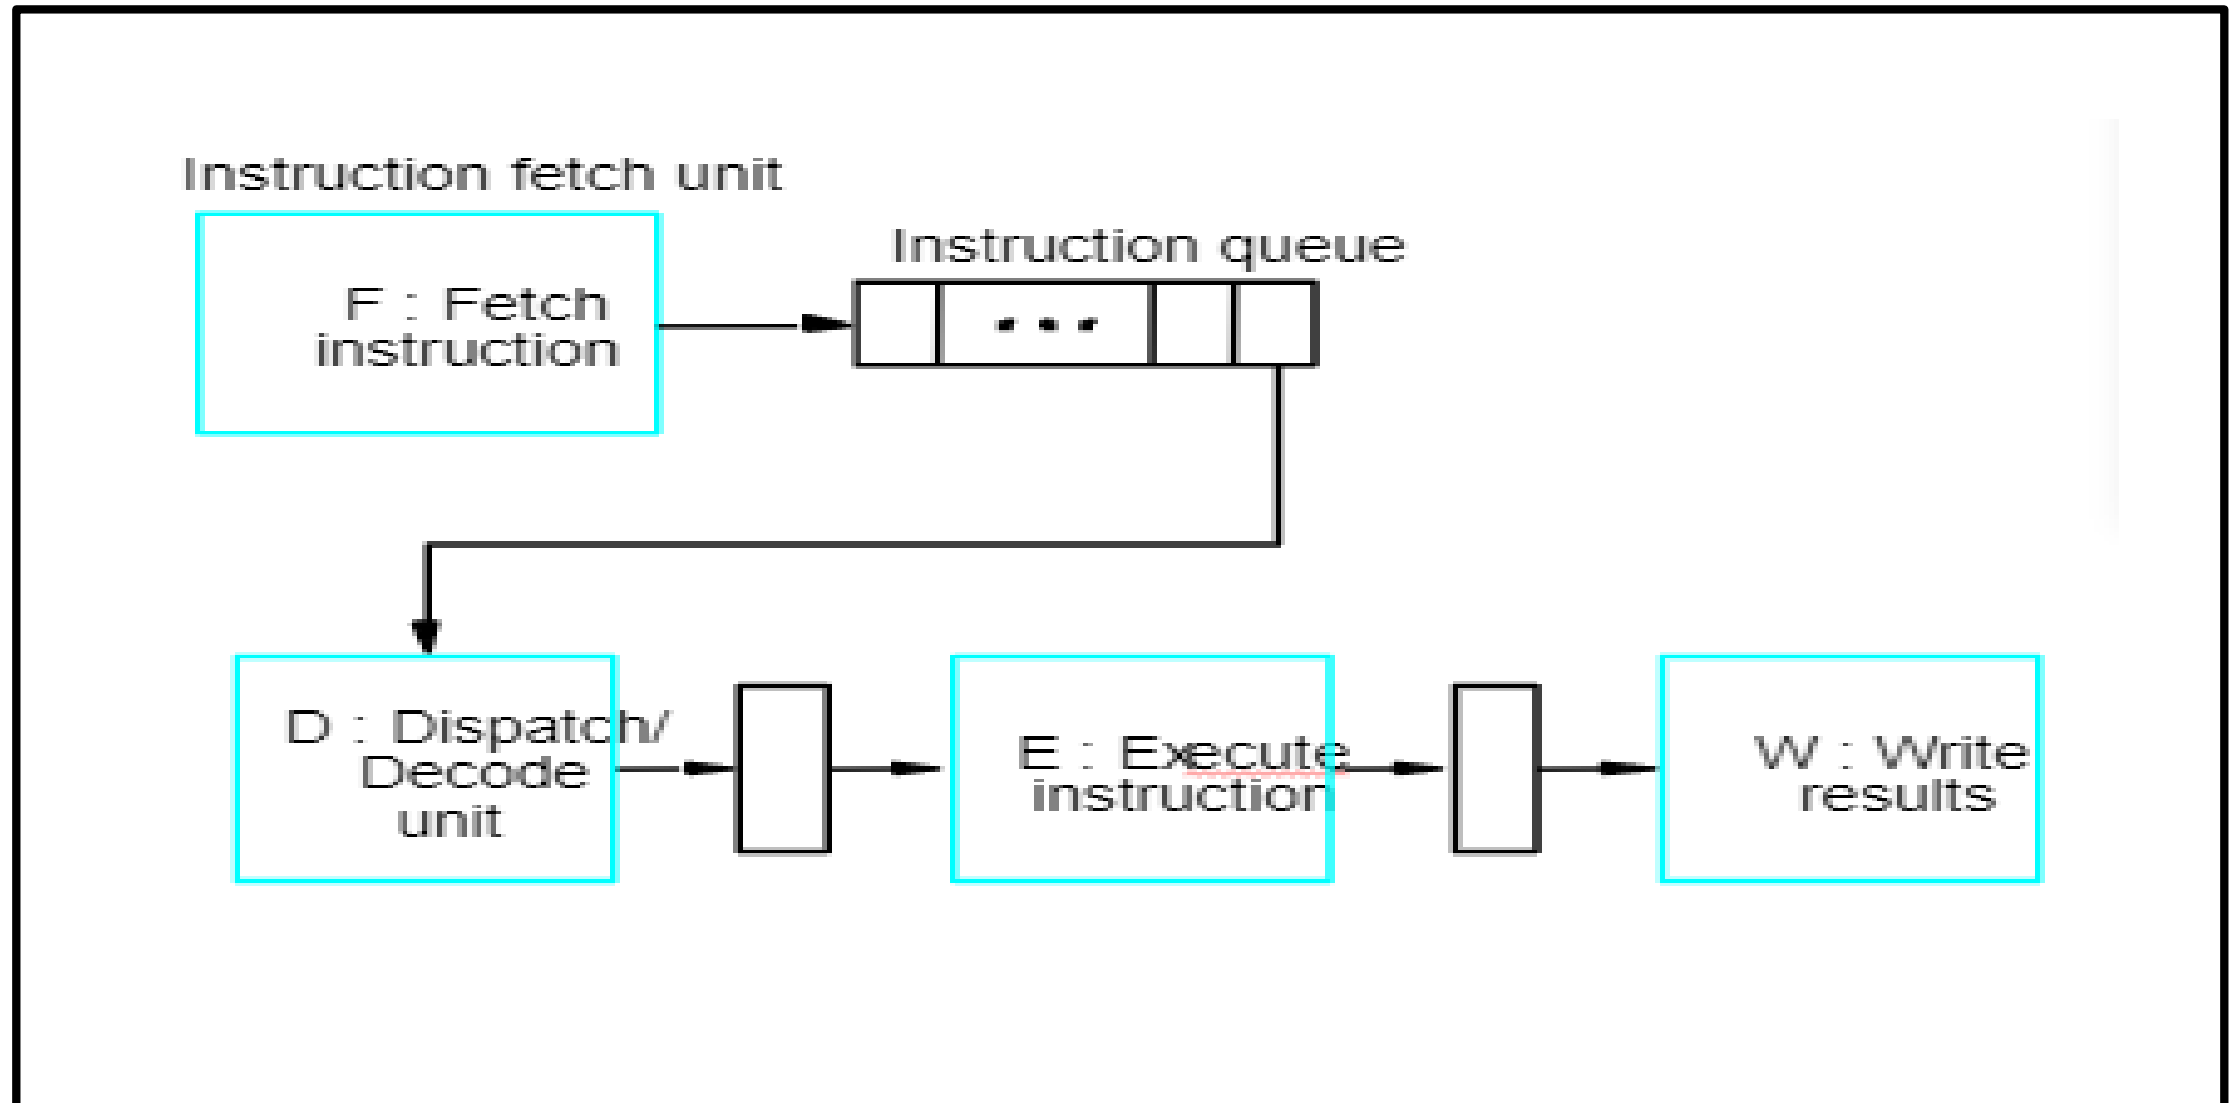 Instruction fetch unit
Instruction queue
F : Fetch
instruction
D : Dispatch/
Decode
unit
E : Execute
instruction
W : Write
results